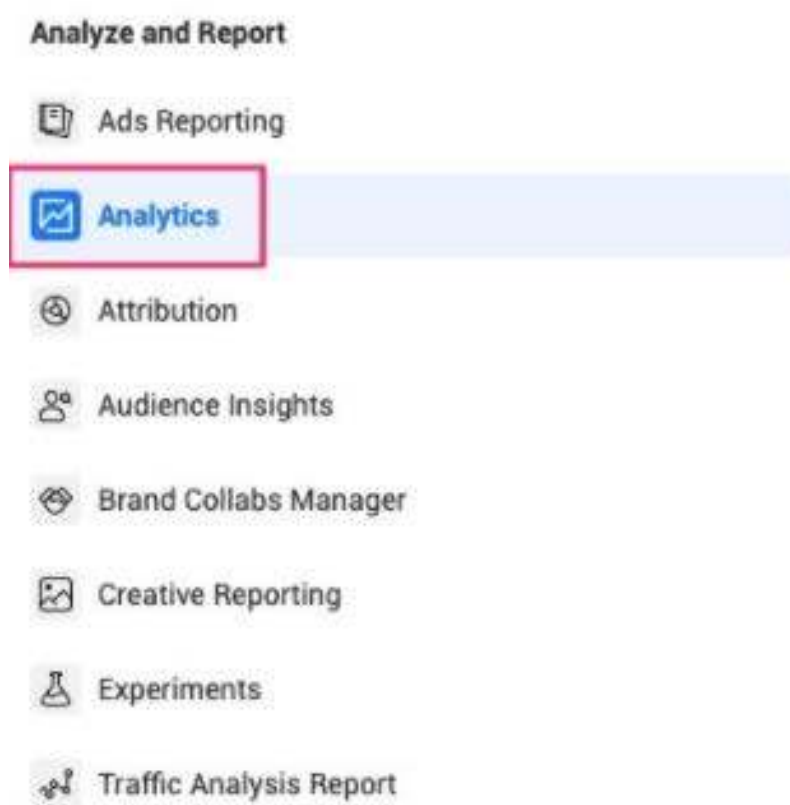 Analyze and Report
Ads Reporting
Analytics
Attribution
Audience Insights
Brand Collabs Manager
Creative Reporting
Experiments
Traffic Analysis Report